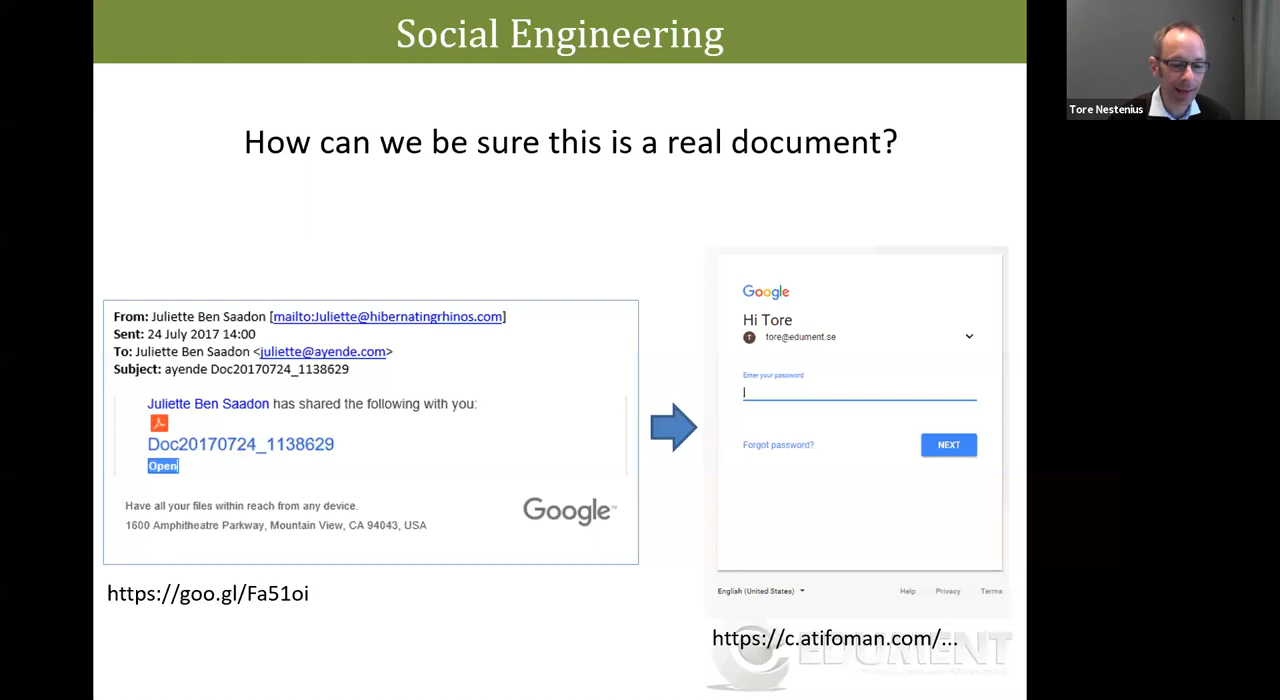 Social Engineering
Tore Nestenius
How can we be sure this is a real document?
From: Juliette Ben Saadon [mailto:Juliette@hibernatingrhinos.com]
Sent: 24 July 2017 14:00
To: Juliette Ben Saadon <juliette@ayende.com>
Subject: ayende Doc20170724_1138629
Juliette Ben Saadon has shared the following with you:
Doc20170724_1138629
Open
Have all your files within reach from any device.
1600 Amphitheatre Parkway, Mountain View, CA 94043, USA
Google™
https://goo.gl/Fa51oi
Google
Hi Tore
T tore@edument.se
Enter your password
Forgot password?
NEXT
English (United States)
Help Privacy Terms
https://c.atifoman.com/...
EDUMENT